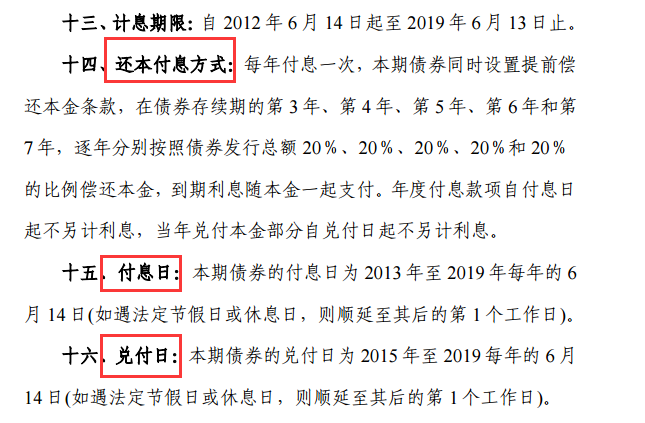 十三、计息期限：自 2012 年 6 月 14 日起至 2019 年 6 月 13 日止。
十四、还本付息方式：每年付息一次，本期债券同时设置提前偿
还本金条款，在债券存续期的第 3 年、第 4 年、第 5 年、第 6 年和第
7 年，逐年分别按照债券发行总额 20%、20%、20%、20%和 20%
的比例偿还本金，到期利息随本金一起支付。年度付息款项自付息日
起不另计利息，当年兑付本金部分自兑付日起不另计利息。
十五、付息日：本期债券的付息日为 2013 年至 2019 年每年的 6
月 14 日(如遇法定节假日或休息日，则顺延至其后的第 1 个工作日)。
十六、兑付日：本期债券的兑付日为 2015 年至 2019 每年的 6 月
14 日(如遇法定节假日或休息日，则顺延至其后的第 1 个工作日)。